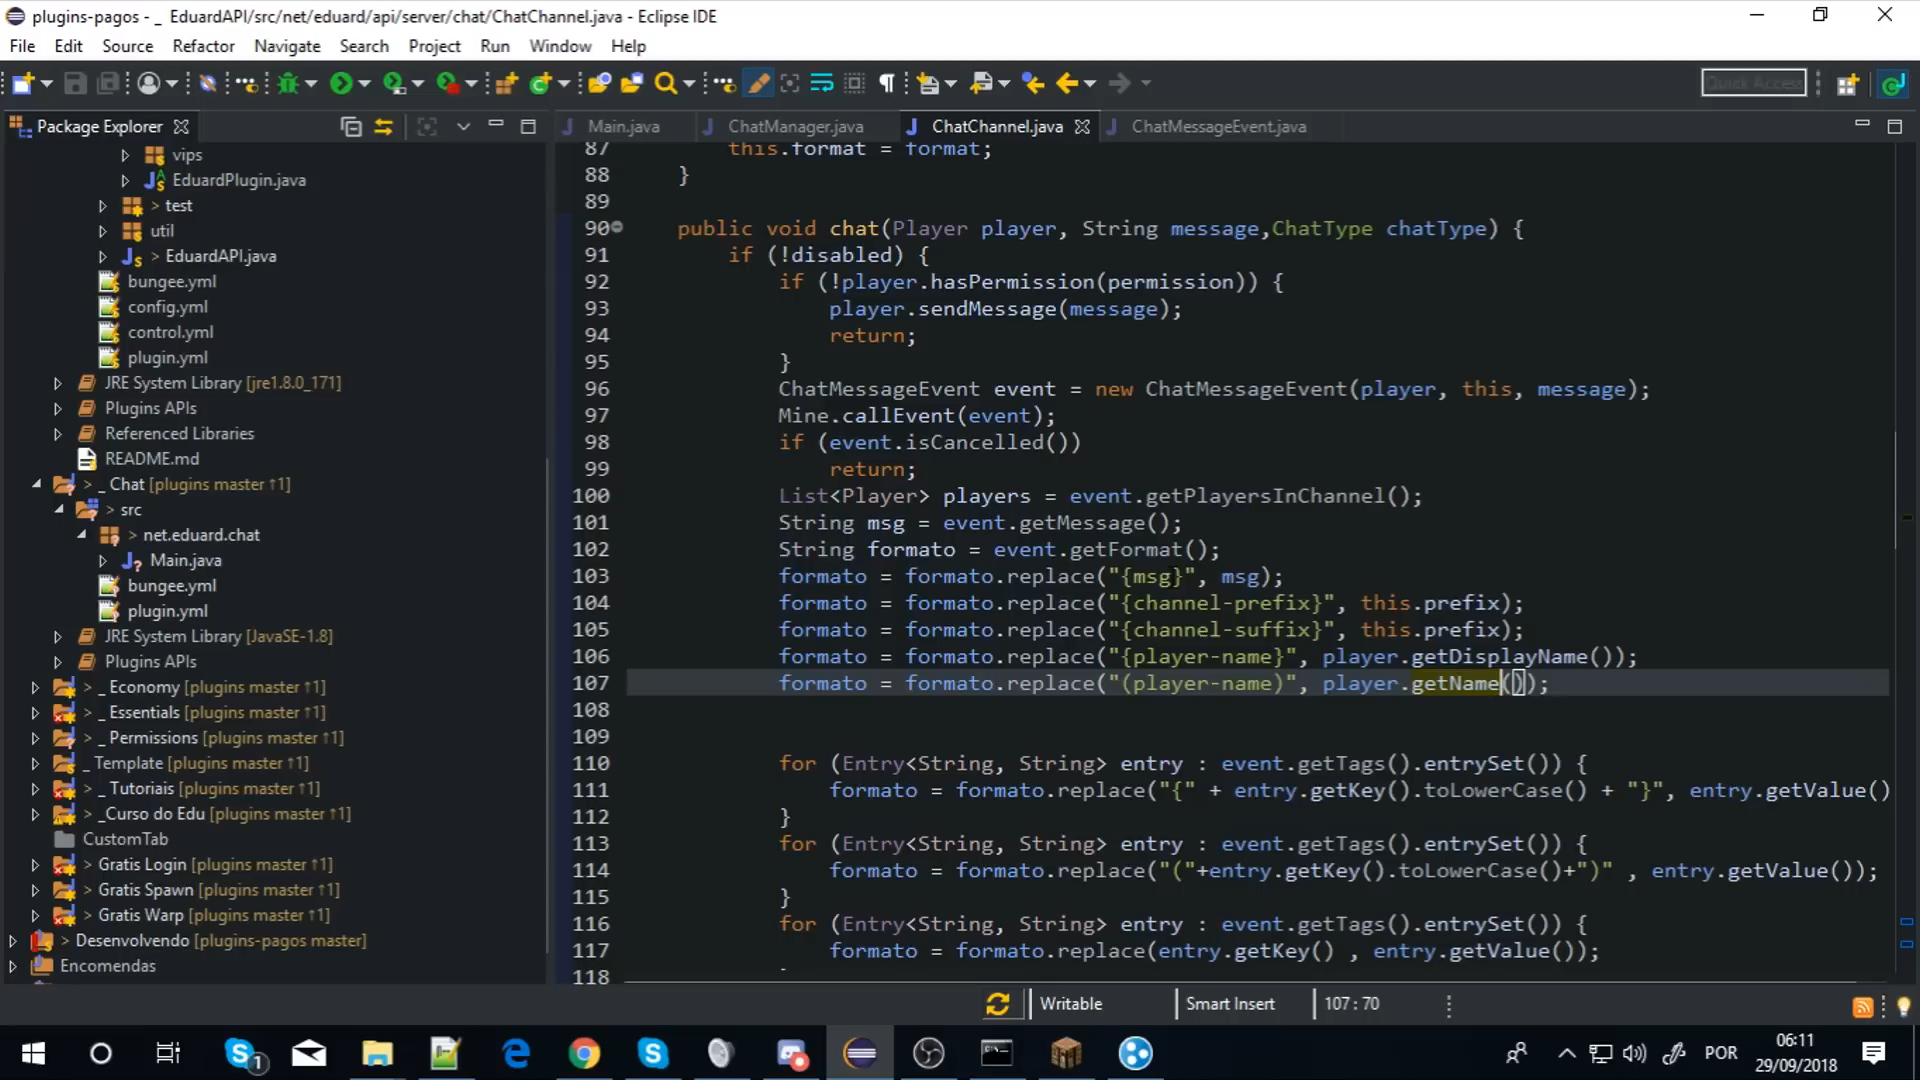 plugins-pagos - _ EduardAPI/src/net/eduard/api/server/chat/ChatChannel.java - Eclipse IDE
File Edit Source Refactor Navigate Search Project Run Window Help
Quick Access
Package Explorer
Main.java ChatManager.java ChatChannel.java ChatMessageEvent.java
vips
EduardPlugin.java
> test
util
> EduardAPI.java
bungee.yml
config.yml
control.yml
plugin.yml
JRE System Library [jre1.8.0_171]
Plugins APIs
Referenced Libraries
README.md
> _ Chat [plugins master ↑1]
> src
> net.eduard.chat
Main.java
bungee.yml
plugin.yml
JRE System Library [JavaSE-1.8]
Plugins APIs
> _ Economy [plugins master ↑1]
> _ Essentials [plugins master ↑1]
> _ Permissions [plugins master ↑1]
_ Template [plugins master ↑1]
> _ Tutoriais [plugins master ↑1]
> _Curso do Edu [plugins master ↑1]
CustomTab
> Gratis Login [plugins master ↑1]
> Gratis Spawn [plugins master ↑1]
> Gratis Warp [plugins master ↑1]
> Desenvolvendo [plugins-pagos master]
Encomendas
87 this.format = format;
88 }
89
90 public void chat(Player player, String message,ChatType chatType) {
91 if (!disabled) {
92 if (!player.hasPermission(permission)) {
93 player.sendMessage(message);
94 return;
95 }
96 ChatMessageEvent event = new ChatMessageEvent(player, this, message);
97 Mine.callEvent(event);
98 if (event.isCancelled())
99 return;
100 List<Player> players = event.getPlayersInChannel();
101 String msg = event.getMessage();
102 String formato = event.getFormat();
103 formato = formato.replace("{msg}", msg);
104 formato = formato.replace("{channel-prefix}", this.prefix);
105 formato = formato.replace("{channel-suffix}", this.prefix);
106 formato = formato.replace("{player-name}", player.getDisplayName());
107 formato = formato.replace("(player-name)", player.getName());
108
109
110 for (Entry<String, String> entry : event.getTags().entrySet()) {
111 formato = formato.replace("{" + entry.getKey().toLowerCase() + "}", entry.getValue()
112 }
113 for (Entry<String, String> entry : event.getTags().entrySet()) {
114 formato = formato.replace("("+entry.getKey().toLowerCase()+")" , entry.getValue());
115 }
116 for (Entry<String, String> entry : event.getTags().entrySet()) {
117 formato = formato.replace(entry.getKey() , entry.getValue());
118
Writable Smart Insert 107 : 70
1
POR
06:11
29/09/2018